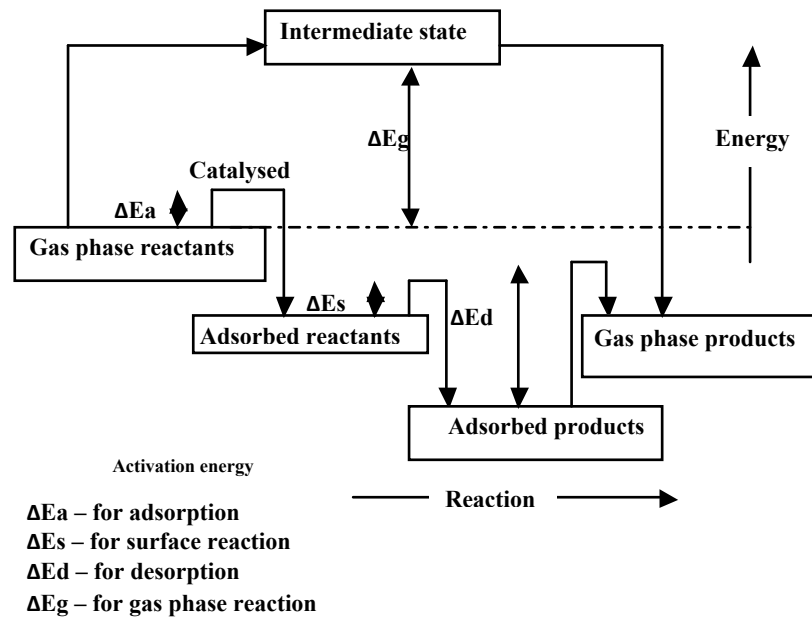 Intermediate state
ΔEg
Energy
Catalysed
ΔEa
Gas phase reactants
ΔEs
ΔEd
Adsorbed reactants
Gas phase products
Adsorbed products
Activation energy
Reaction
ΔEa – for adsorption
ΔEs – for surface reaction
ΔEd – for desorption
ΔEg – for gas phase reaction